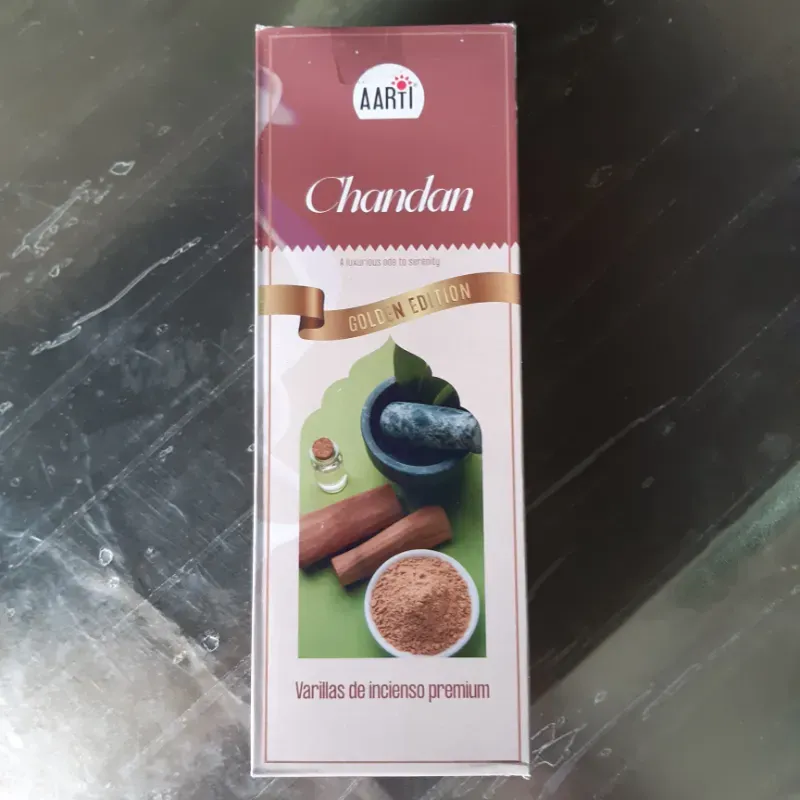 AARTI
Chandan
A luxurious ode to serenity
GOLDEN EDITION
Varillas de incienso premium